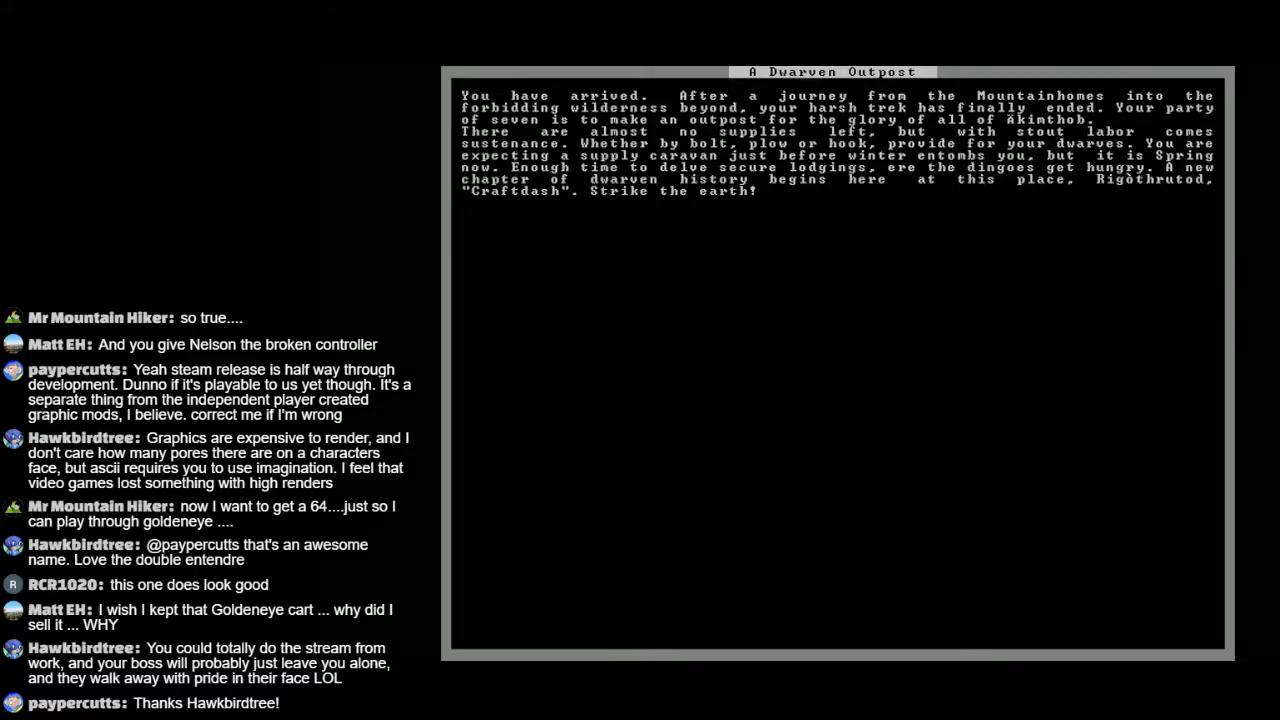 A Dwarven Outpost
You have arrived. After a journey from the Mountainhomes into the
forbidding wilderness beyond, your harsh trek has finally ended. Your party
of seven is to make an outpost for the glory of all of Äkimthob.
There are almost no supplies left, but with stout labor comes
sustenance. Whether by bolt, plow or hook, provide for your dwarves. You are
expecting a supply caravan just before winter entombs you, but it is Spring
now. Enough time to delve secure lodgings, ere the dingoes get hungry. A new
chapter of dwarven history begins here at this place, Rigòthrutod,
"Craftdash". Strike the earth!
Mr Mountain Hiker: so true....
Matt EH: And you give Nelson the broken controller
paypercutts: Yeah steam release is half way through
development. Dunno if it's playable to us yet though. It's a
separate thing from the independent player created
graphic mods, I believe. correct me if I'm wrong
Hawkbirdtree: Graphics are expensive to render, and I
don't care how many pores there are on a characters
face, but ascii requires you to use imagination. I feel that
video games lost something with high renders
Mr Mountain Hiker: now I want to get a 64....just so I
can play through goldeneye ....
Hawkbirdtree: @paypercutts that's an awesome
name. Love the double entendre
R RCR1020: this one does look good
Matt EH: I wish I kept that Goldeneye cart ... why did I
sell it ... WHY
Hawkbirdtree: You could totally do the stream from
work, and your boss will probably just leave you alone,
and they walk away with pride in their face LOL
paypercutts: Thanks Hawkbirdtree!